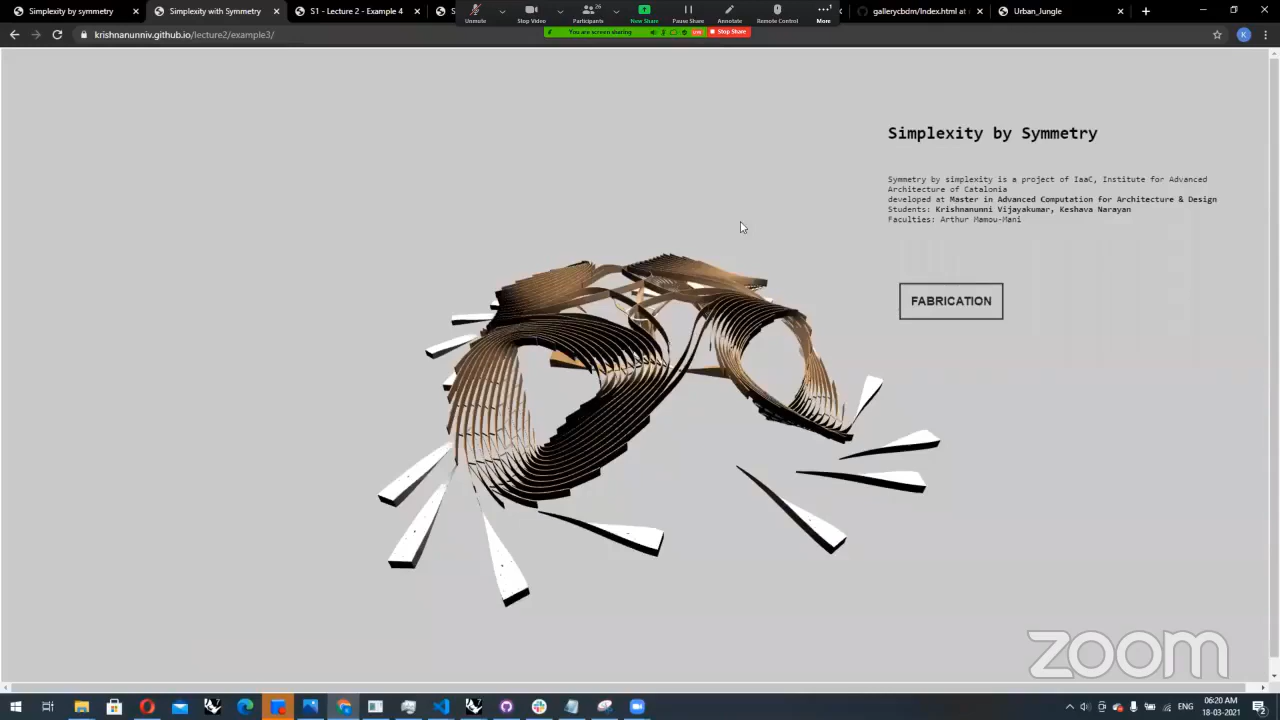 Simplexity by symmetry
Simplexity with Symmetry
S1 - Lecture 2 - Example 4
Unmute
Stop Video
26
Participants
New Share
Pause Share
Annotate
Remote Control
More
gallerycbdm/Index.html at
Urban_Jungle
You are screen sharing
Stop Share
krishnanunniv.github.io/lecture2/example3/
K
Simplexity by Symmetry
Symmetry by simplexity is a project of IaaC, Institute for Advanced
Architecture of Catalonia
developed at Master in Advanced Computation for Architecture & Design
Students: Krishnanunni Vijayakumar, Keshava Narayan
Faculties: Arthur Mamou-Mani
FABRICATION
zoom
ENG
06:20 AM
18-03-2021